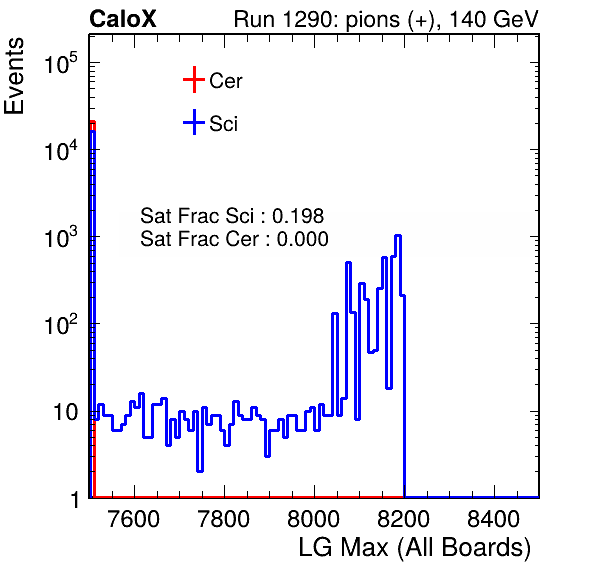 CaloX Run 1290: pions (+), 140 GeV
Events
10^5
10^4
10^3
10^2
10
1
Cer
Sci
Sat Frac Sci : 0.198
Sat Frac Cer : 0.000
7600 7800 8000 8200 8400
LG Max (All Boards)